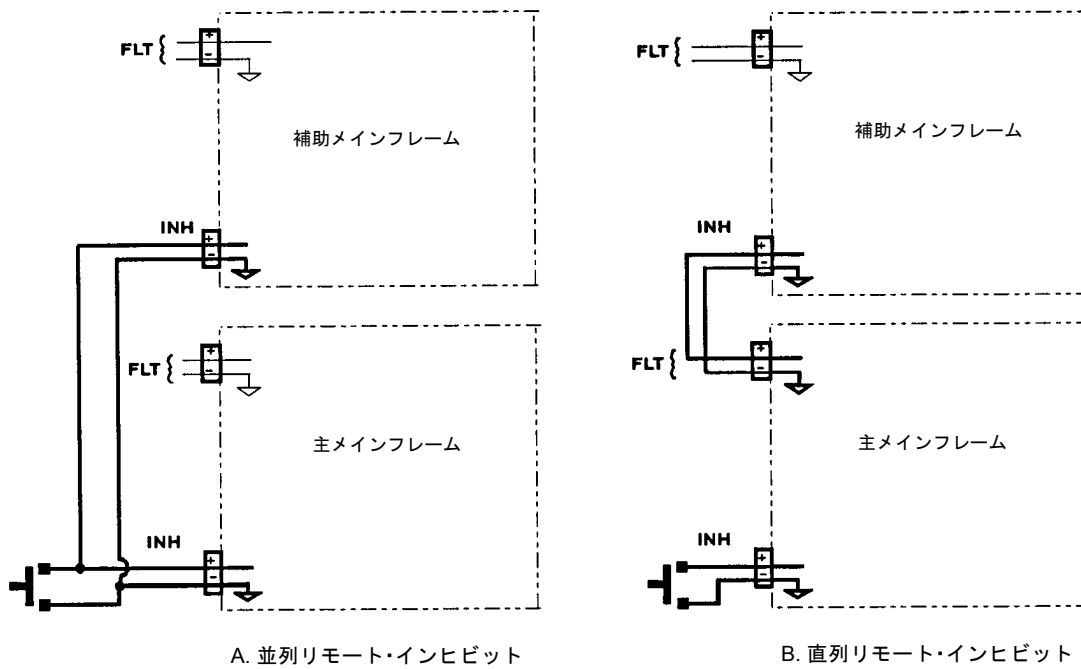 FLT {
+
-
補助メインフレーム
INH
+
-
FLT {
+
-
主メインフレーム
INH
+
-
A. 並列リモート・インヒビット
FLT {
+
-
補助メインフレーム
INH
+
-
FLT {
+
-
主メインフレーム
INH
+
-
B. 直列リモート・インヒビット